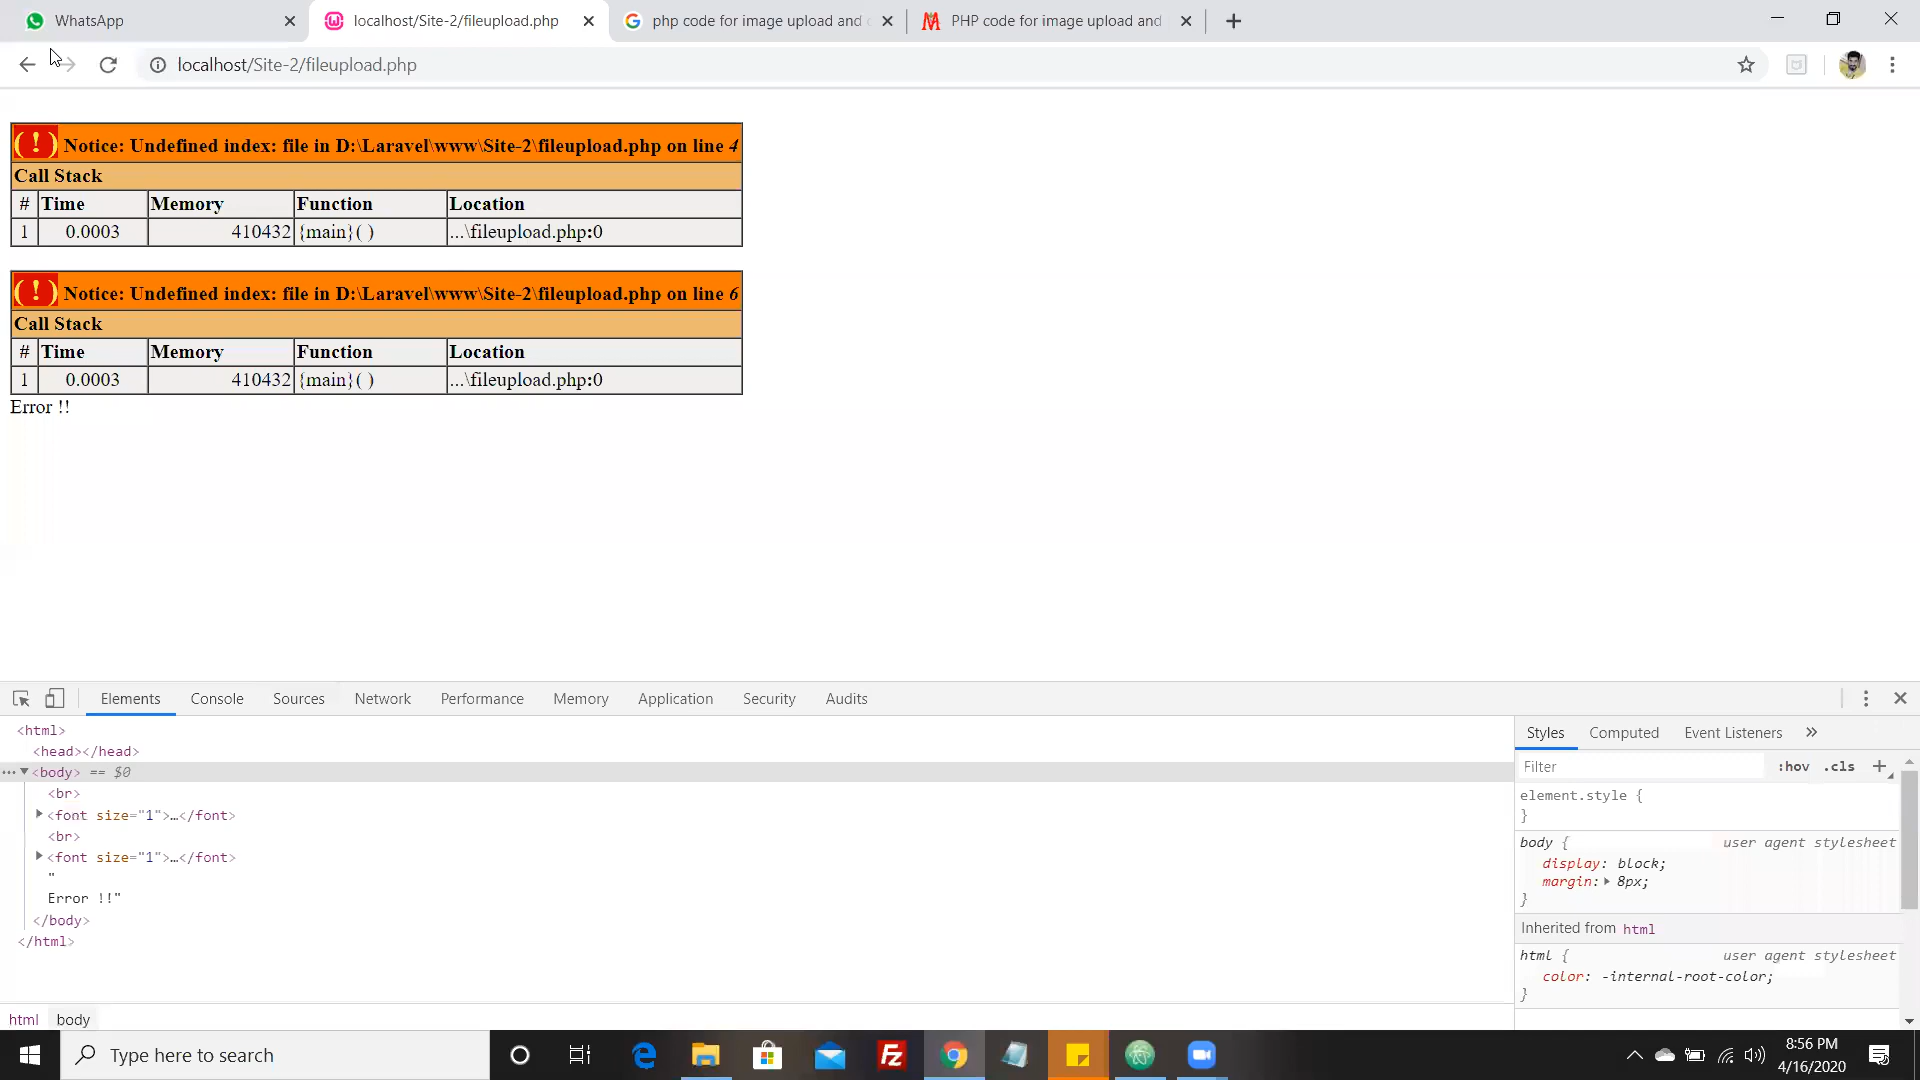 WhatsApp
localhost/Site-2/fileupload.php
php code for image upload and
PHP code for image upload and
localhost/Site-2/fileupload.php
( ! ) Notice: Undefined index: file in D:\Laravel\www\Site-2\fileupload.php on line 4
Call Stack
# Time Memory Function Location
1 0.0003 410432 {main}( ) ...\fileupload.php:0
( ! ) Notice: Undefined index: file in D:\Laravel\www\Site-2\fileupload.php on line 6
Call Stack
# Time Memory Function Location
1 0.0003 410432 {main}( ) ...\fileupload.php:0
Error !!
Elements Console Sources Network Performance Memory Application Security Audits
<html>
<head></head>
<body> == $0
<br>
<font size="1">…</font>
<br>
<font size="1">…</font>
"
Error !!"
</body>
</html>
html body
Styles Computed Event Listeners »
Filter :hov .cls +
element.style {
}
body { user agent stylesheet
display: block;
margin: 8px;
}
Inherited from html
html { user agent stylesheet
color: -internal-root-color;
}
Type here to search
8:56 PM
4/16/2020